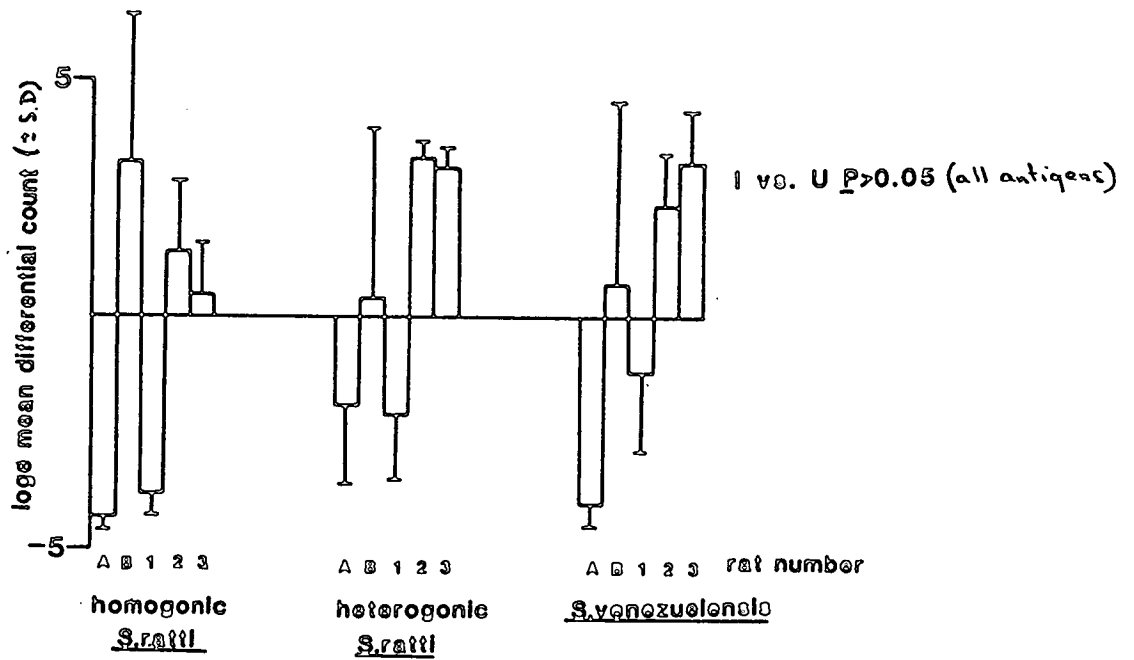 5
loge mean differential count (± S.D)
I vs. U P>0.05 (all antigens)
-5
A B 1 2 3
A B 1 2 3
A B 1 2 3 rat number
homogonic
S.ratti
heterogonic
S.ratti
S.venezuelensis